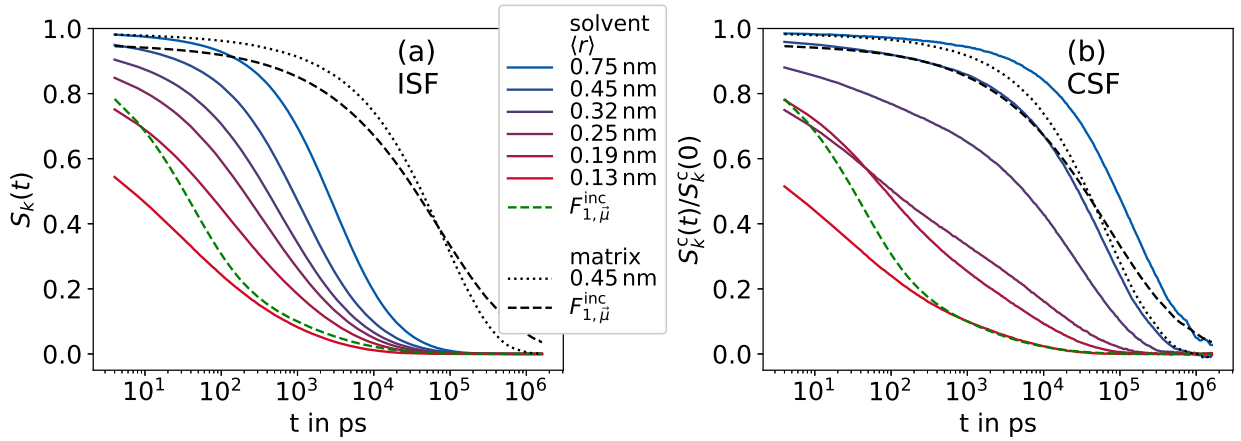 (a)
ISF
S_k(t)
1.0
0.8
0.6
0.4
0.2
0.0
10^1
10^2
10^3
10^4
10^5
10^6
t in ps
solvent
⟨r⟩
0.75 nm
0.45 nm
0.32 nm
0.25 nm
0.19 nm
0.13 nm
F^{inc}_{1,\vec{μ}}
matrix
0.45 nm
F^{inc}_{1,\vec{μ}}
(b)
CSF
S^c_k(t)/S^c_k(0)
1.0
0.8
0.6
0.4
0.2
0.0
10^1
10^2
10^3
10^4
10^5
10^6
t in ps